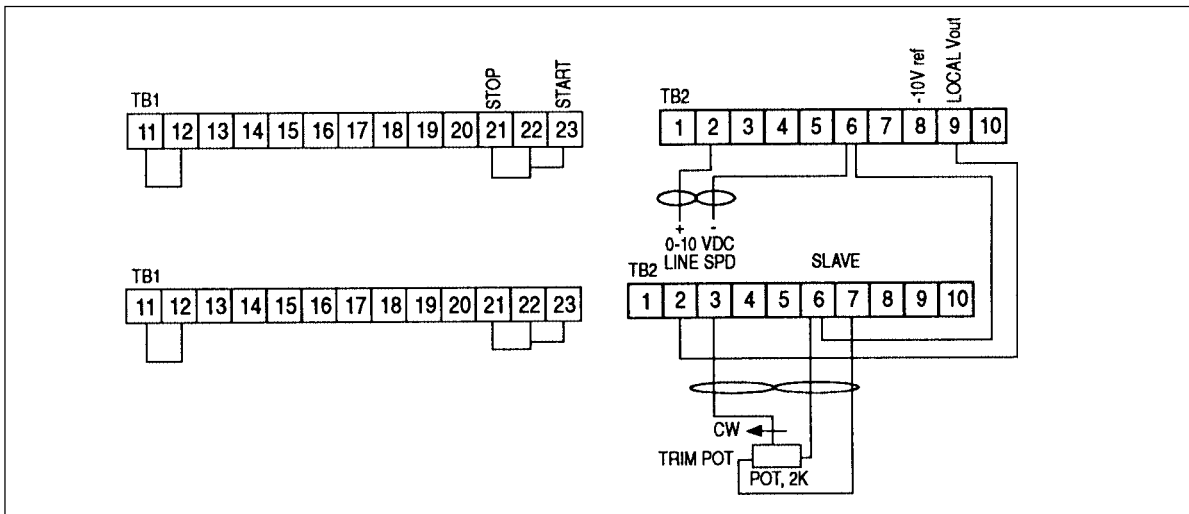 STOP
START
TB1
11 12 13 14 15 16 17 18 19 20 21 22 23
-10V ref
LOCAL Vout
TB2
1 2 3 4 5 6 7 8 9 10
+ -
0-10 VDC
LINE SPD
SLAVE
TB1
11 12 13 14 15 16 17 18 19 20 21 22 23
TB2
1 2 3 4 5 6 7 8 9 10
CW
TRIM POT
POT, 2K